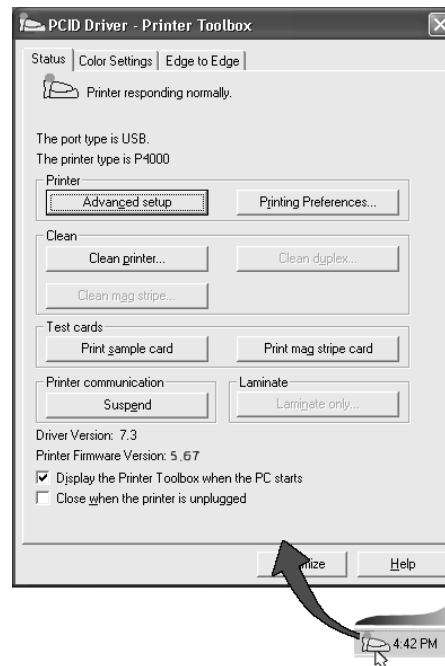 PCID Driver - Printer Toolbox
Status Color Settings Edge to Edge
Printer responding normally.
The port type is USB.
The printer type is P4000
Printer
Advanced setup Printing Preferences...
Clean
Clean printer... Clean duplex...
Clean mag stripe...
Test cards
Print sample card Print mag stripe card
Printer communication Laminate
Suspend Laminate only...
Driver Version: 7.3
Printer Firmware Version: 5.67
Display the Printer Toolbox when the PC starts
Close when the printer is unplugged
Help
4:42 PM